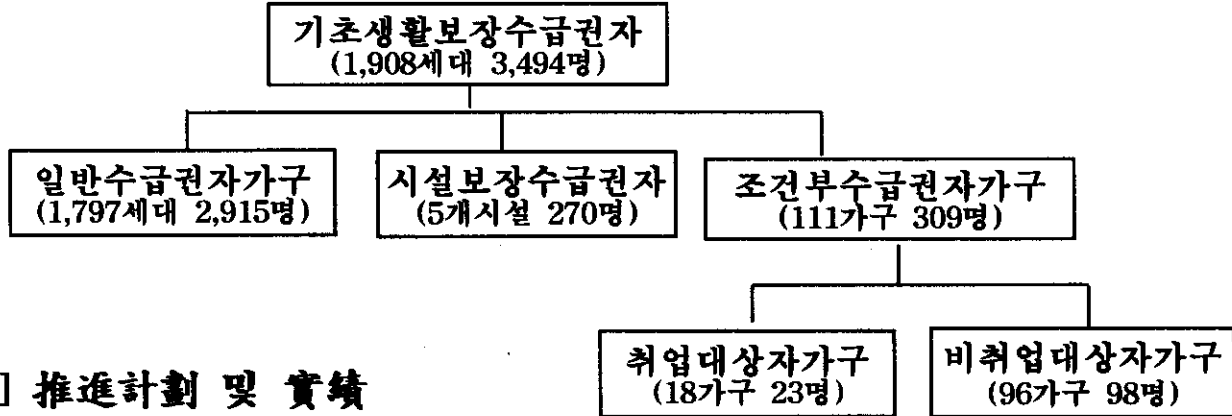 기초생활보장수급권자
(1,908세대 3,494명)
일반수급권자가구
(1,797세대 2,915명)
시설보장수급권자
(5개시설 270명)
조건부수급권자가구
(111가구 309명)
취업대상자가구
(18가구 23명)
비취업대상자가구
(96가구 98명)
] 推進計劃 및 實績